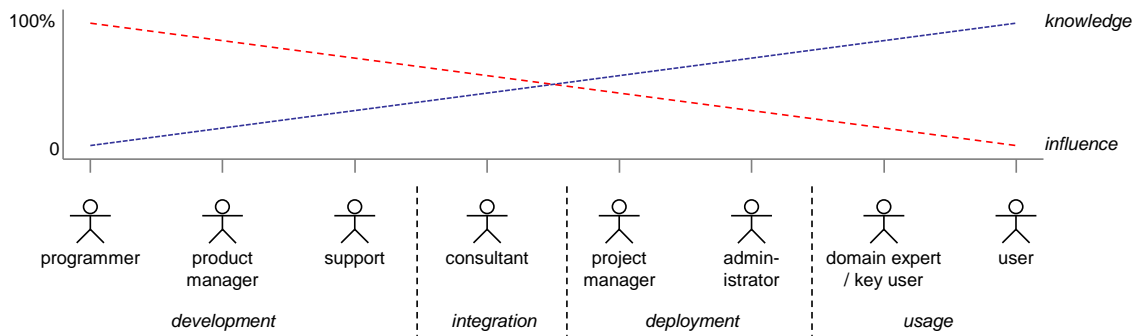 100%
knowledge
0
influence
programmer
product
manager
support
consultant
project
manager
admin-
istrator
domain expert
/ key user
user
development
integration
deployment
usage